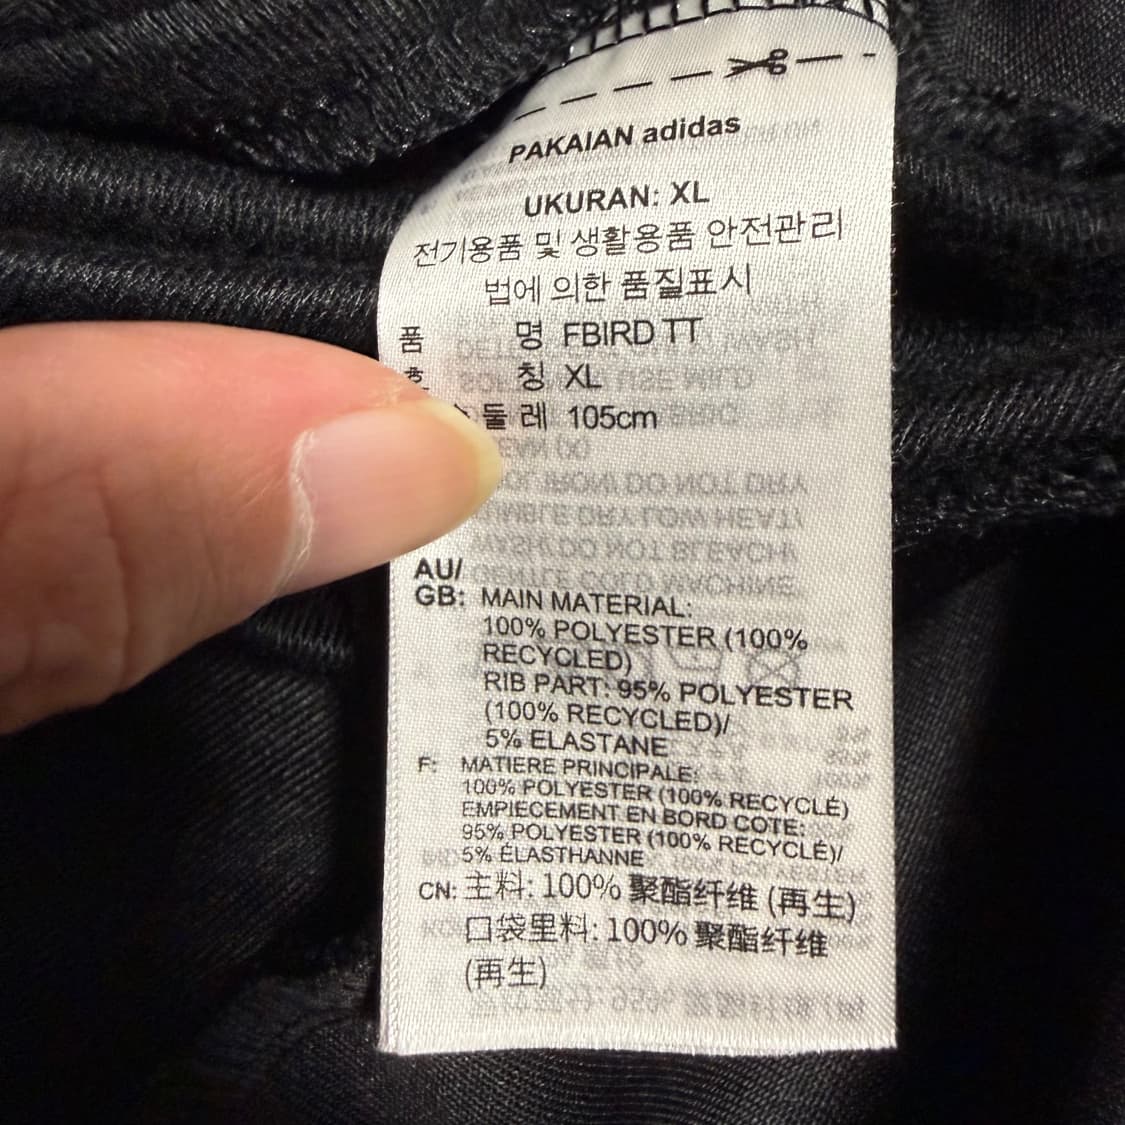 PAKAIAN adidas
UKURAN: XL
전기용품 및 생활용품 안전관리
법에 의한 품질표시
품 명 FBIRD TT
칭 XL
둘 레 105cm
AU/
GB: MAIN MATERIAL:
100% POLYESTER (100%
RECYCLED)
RIB PART: 95% POLYESTER
(100% RECYCLED)/
5% ELASTANE
F: MATIERE PRINCIPALE:
100% POLYESTER (100% RECYCLÉ)
EMPIECEMENT EN BORD COTE:
95% POLYESTER (100% RECYCLÉ)/
5% ÉLASTHANNE
CN: 主料: 100% 聚酯纤维 (再生)
口袋里料: 100% 聚酯纤维
(再生)